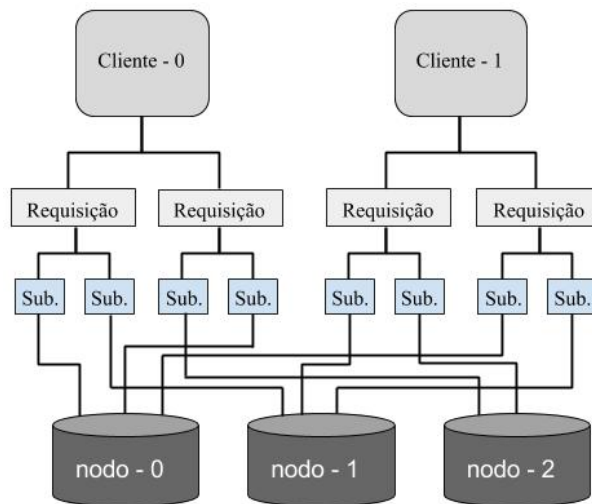 Cliente - 0
Cliente - 1
Requisição
Requisição
Requisição
Requisição
Sub.
Sub.
Sub.
Sub.
Sub.
Sub.
Sub.
Sub.
nodo - 0
nodo - 1
nodo - 2